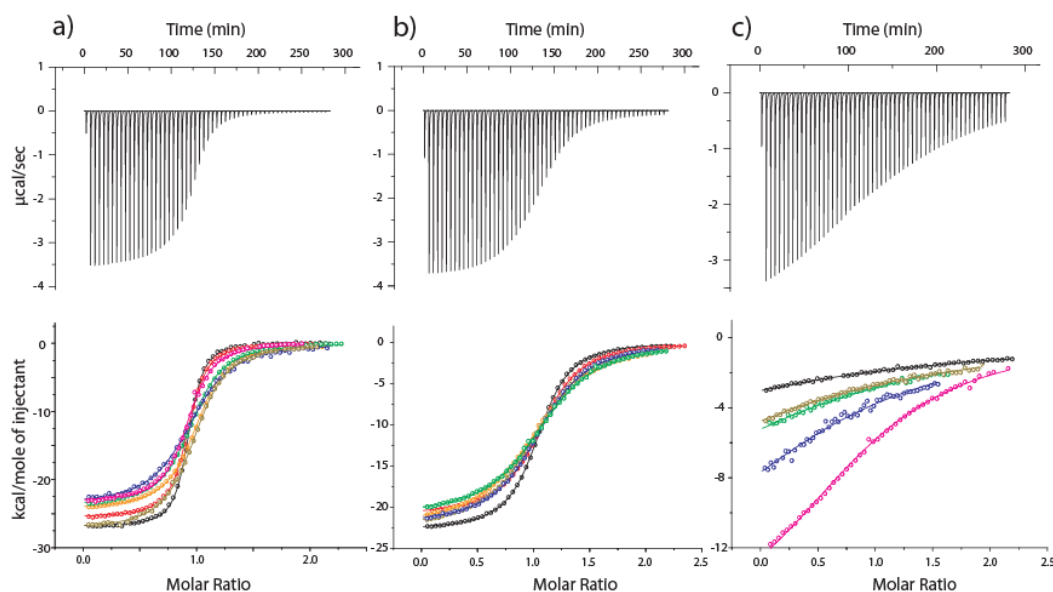 a)
Time (min)
0 50 100 150 200 250 300
1
0
-1
-2
-3
-4
μcal/sec
0
-10
-20
-30
kcal/mole of injectant
0.0 1.0 2.0
Molar Ratio
b)
Time (min)
0 50 100 150 200 250 300
1
0
-1
-2
-3
-4
0
-5
-10
-15
-20
-25
0.0 0.5 1.0 1.5 2.0 2.5
Molar Ratio
c)
Time (min)
0 100 200 300
0
-1
-2
-3
0
-4
-8
-12
0.0 0.5 1.0 1.5 2.0 2.5
Molar Ratio